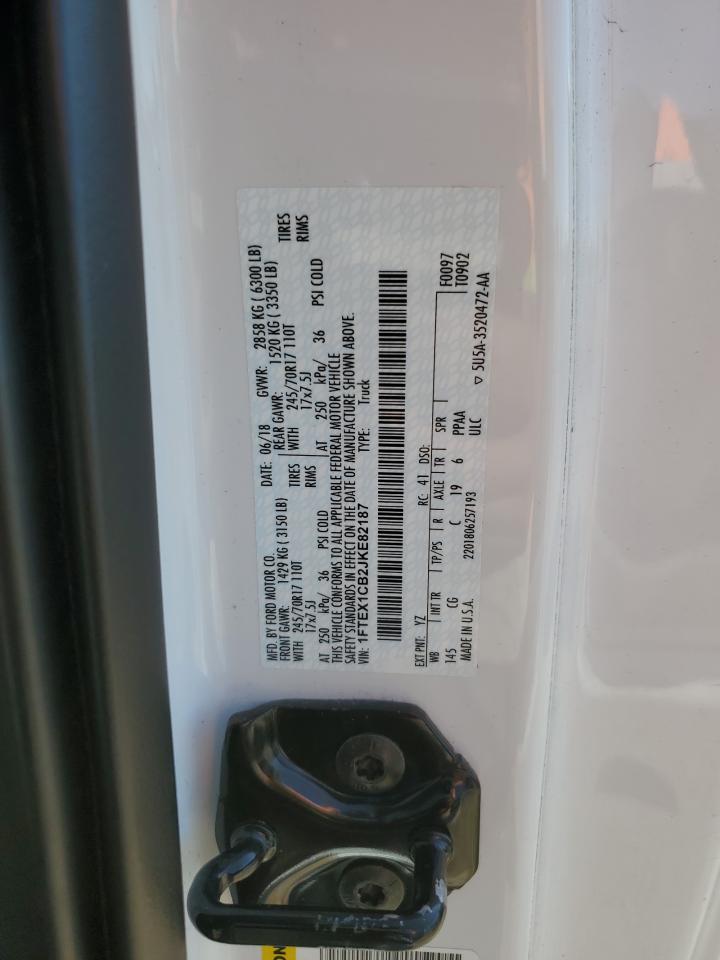 MFD. BY FORD MOTOR CO. DATE: 06/18 GVWR: 2858 KG ( 6300 LB)
FRONT GAWR: 1429 KG ( 3150 LB) REAR GAWR: 1520 KG ( 3350 LB)
WITH 245/70R17 110T TIRES WITH 245/70R17 110T TIRES
17x7.5J RIMS 17x7.5J RIMS
AT 250 kPa/ 36 PSI COLD AT 250 kPa/ 36 PSI COLD
THIS VEHICLE CONFORMS TO ALL APPLICABLE FEDERAL MOTOR VEHICLE
SAFETY STANDARDS IN EFFECT ON THE DATE OF MANUFACTURE SHOWN ABOVE.
VIN: 1FTEX1CB2JKE82187 TYPE: Truck
EXT PNT: YZ RC: 41 DSO: F0097
WB INT TR TP/PS R AXLE TR SPR T0902
145 CG C 19 6 PPAA
MADE IN U.S.A. 2201806257193 ULC
5U5A-3520472-AA